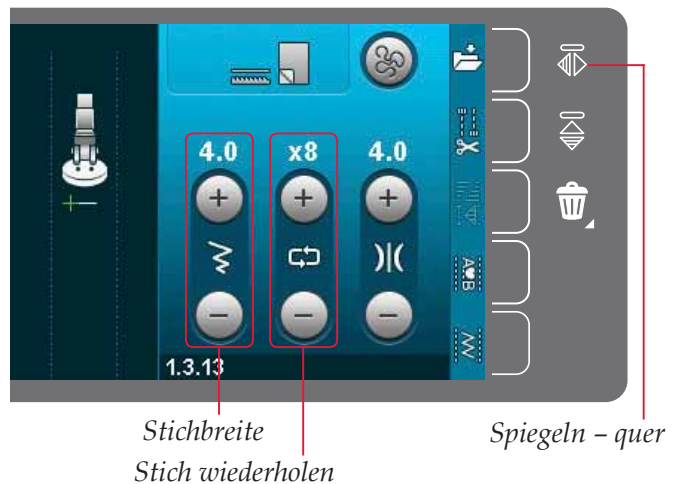 4.0 x8 4.0
1.3.13
A♥B
Stichbreite
Spiegeln – quer
Stich wiederholen